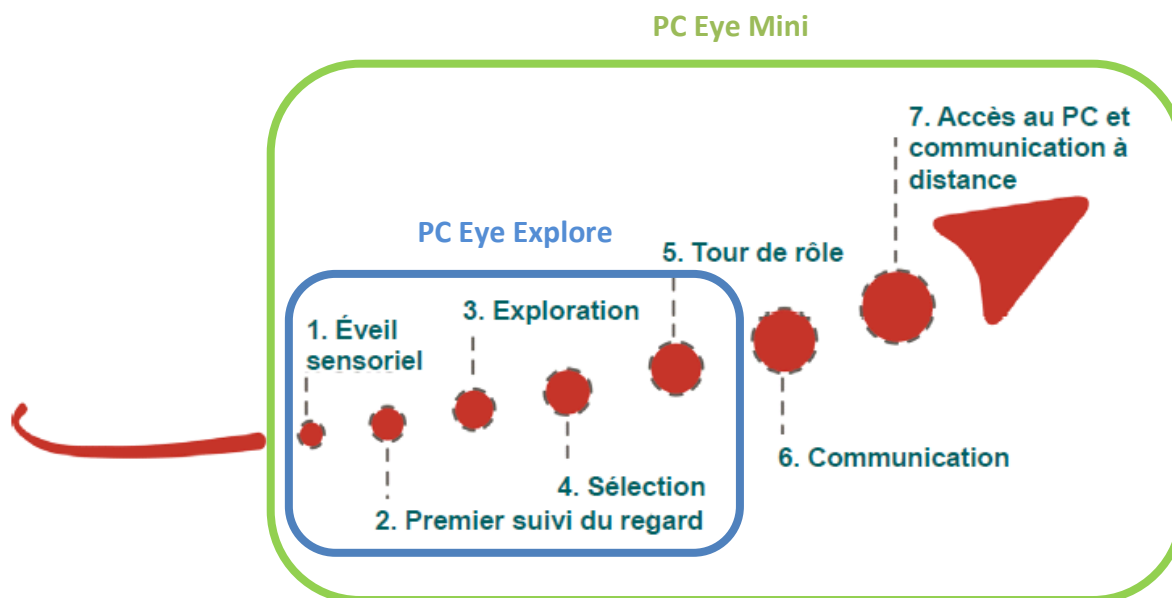 PC Eye Mini
7. Accès au PC et
communication à
distance
PC Eye Explore
5. Tour de rôle
3. Exploration
1. Éveil
sensoriel
6. Communication
4. Sélection
2. Premier suivi du regard